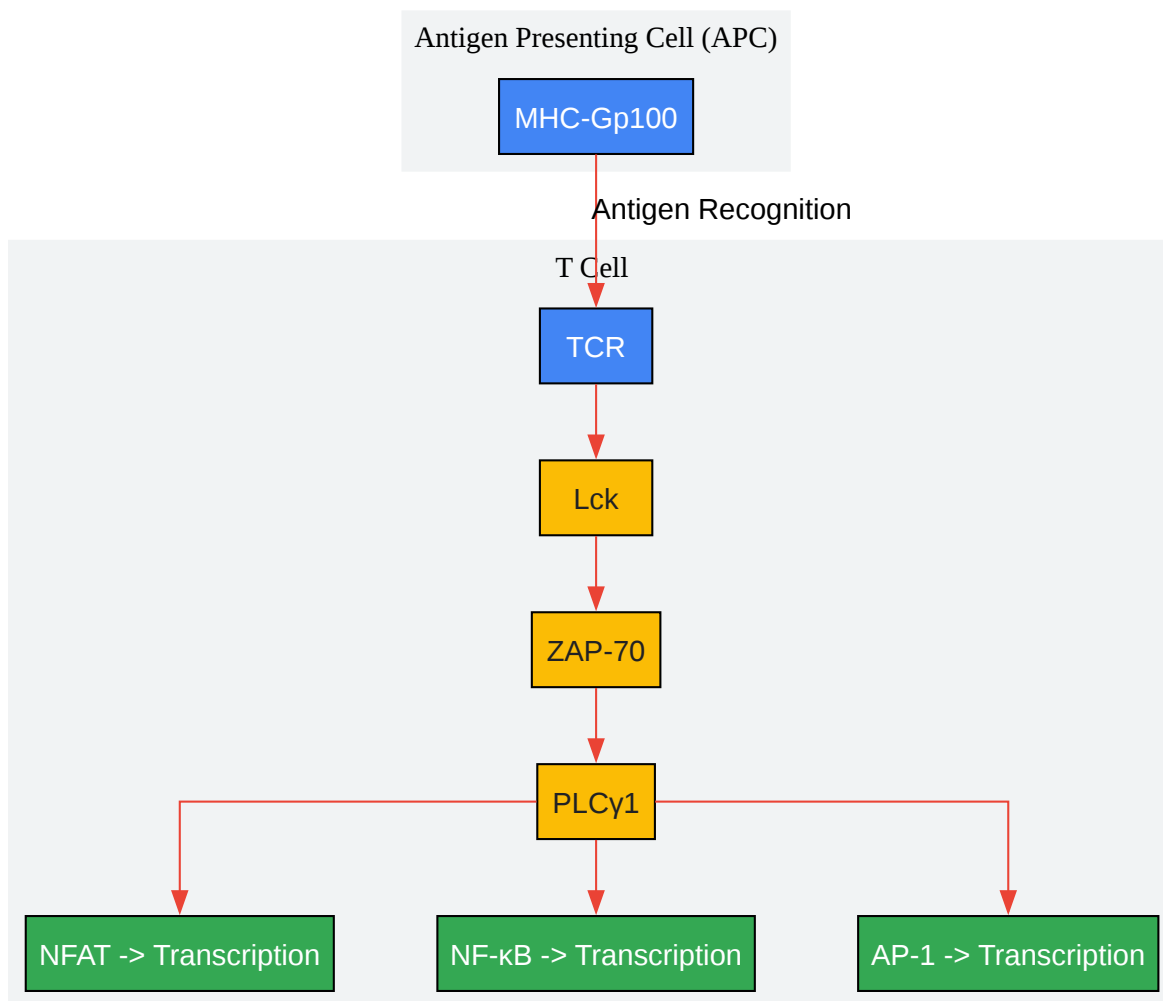 Antigen Presenting Cell (APC)
MHC-Gp100
Antigen Recognition
T Cell
TCR
Lck
ZAP-70
PLCγ1
NFAT -> Transcription
NF-κB -> Transcription
AP-1 -> Transcription